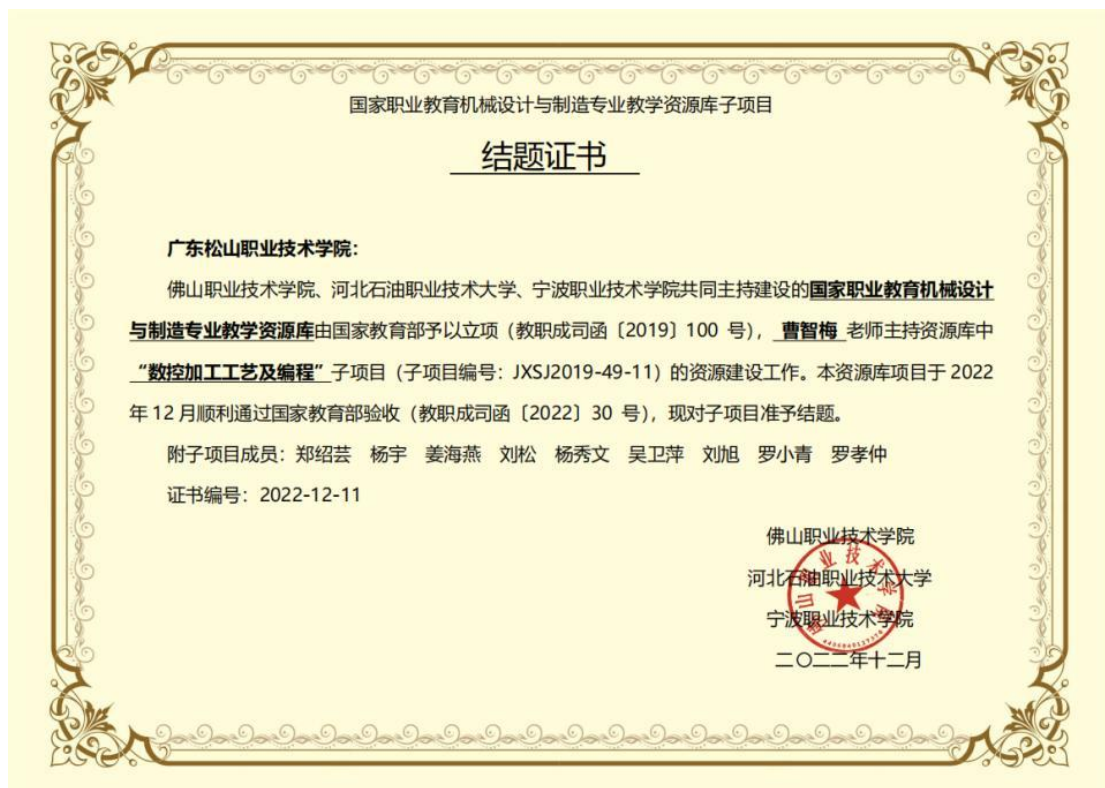 国家职业教育机械设计与制造专业教学资源库子项目
结题证书
广东松山职业技术学院：
佛山职业技术学院、河北石油职业技术大学、宁波职业技术学院共同主持建设的国家职业教育机械设计
与制造专业教学资源库由国家教育部予以立项（教职成司函〔2019〕100 号），曹智梅 老师主持资源库中
“数控加工工艺及编程”子项目（子项目编号：JXSJ2019-49-11）的资源建设工作。本资源库项目于 2022
年 12 月顺利通过国家教育部验收（教职成司函〔2022〕30 号），现对子项目准予结题。
附子项目成员：郑绍芸 杨宇 姜海燕 刘松 杨秀文 吴卫萍 刘旭 罗小青 罗孝仲
证书编号：2022-12-11
佛山职业技术学院
河北石油职业技术大学
宁波职业技术学院
二〇二二年十二月
佛山职业技术学院